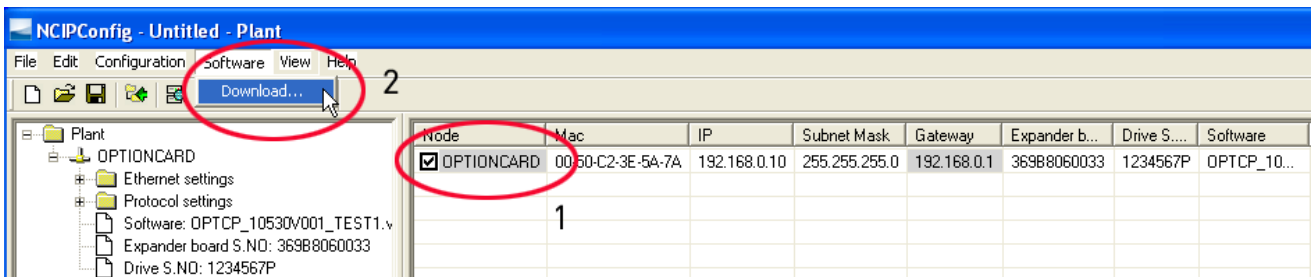 NCIPConfig - Untitled - Plant
File Edit Configuration Software View Help
Download...
2
Plant
OPTIONCARD
Ethernet settings
Protocol settings
Software: OPTCP_10530V001_TEST1.v
Expander board S.NO: 369B8060033
Drive S.NO: 1234567P
Node Mac IP Subnet Mask Gateway Expander b... Drive S.... Software
OPTIONCARD 00-50-C2-3E-5A-7A 192.168.0.10 255.255.255.0 192.168.0.1 369B8060033 1234567P OPTCP_10...
1